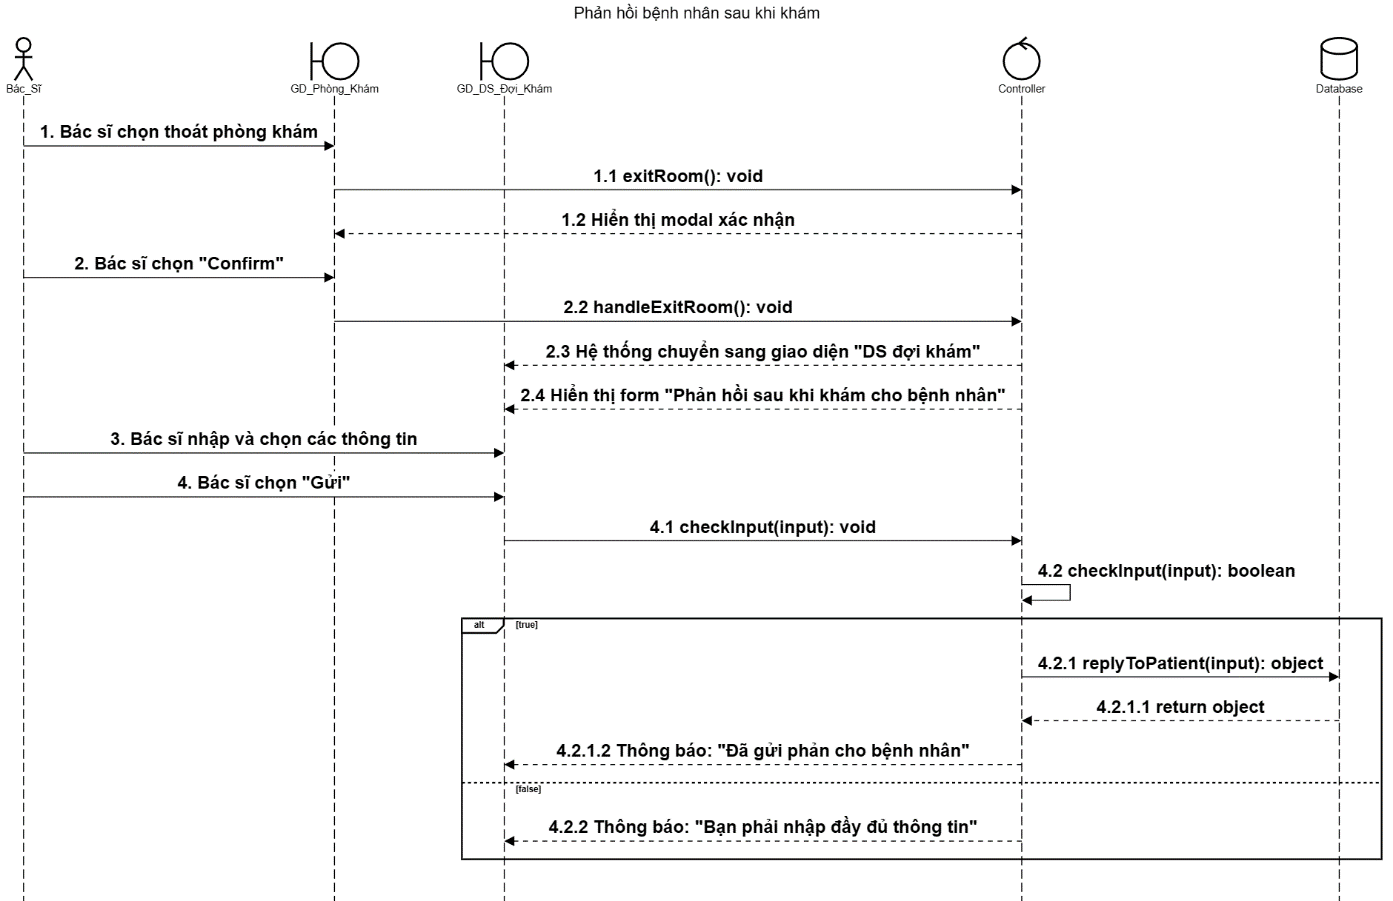 Phản hồi bệnh nhân sau khi khám
Bác_Sĩ
GD_Phòng_Khám
GD_DS_Đợi_Khám
Controller
Database
1. Bác sĩ chọn thoát phòng khám
1.1 exitRoom(): void
1.2 Hiển thị modal xác nhận
2. Bác sĩ chọn "Confirm"
2.2 handleExitRoom(): void
2.3 Hệ thống chuyển sang giao diện "DS đợi khám"
2.4 Hiển thị form "Phản hồi sau khi khám cho bệnh nhân"
3. Bác sĩ nhập và chọn các thông tin
4. Bác sĩ chọn "Gửi"
4.1 checkInput(input): void
4.2 checkInput(input): boolean
alt
[true]
4.2.1 replyToPatient(input): object
4.2.1.1 return object
4.2.1.2 Thông báo: "Đã gửi phản cho bệnh nhân"
[false]
4.2.2 Thông báo: "Bạn phải nhập đầy đủ thông tin"